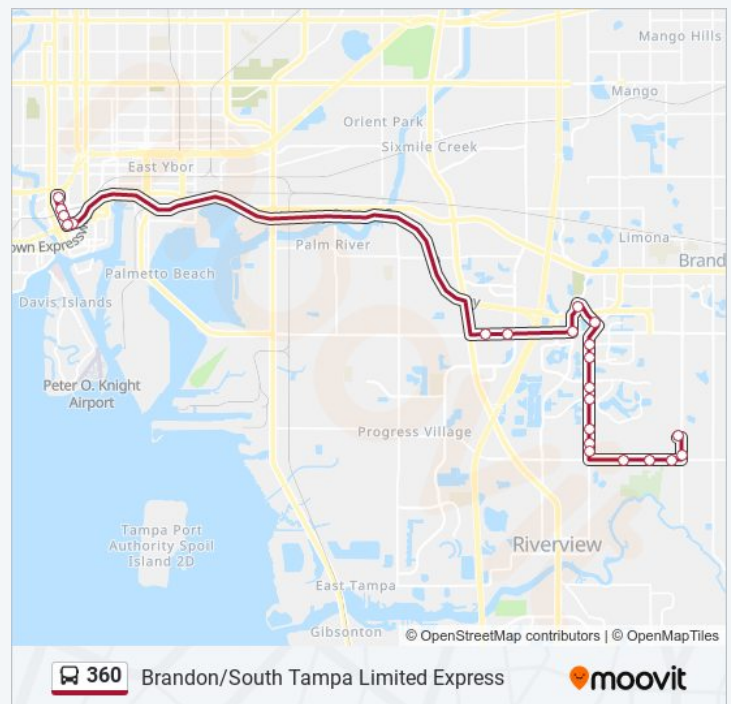 Mango Hills
Mango
Orient Park
Sixmile Creek
East Ybor
Limona
Palm River
own Expressw
Brand
Palmetto Beach
Davis Islands
Peter O. Knight
Airport
Progress Village
Tampa Port
Authority Spoil
Island 2D
Riverview
East Tampa
Gibsonton
© OpenStreetMap contributors | © OpenMapTiles
360 Brandon/South Tampa Limited Express
moovit